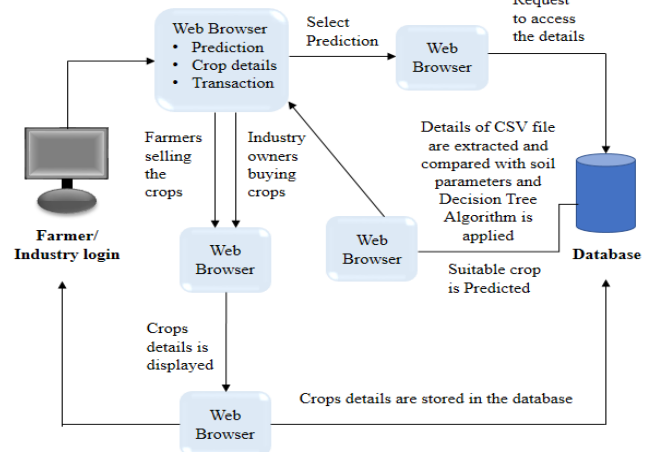 Request
to access
the details
Web Browser
• Prediction
• Crop details
• Transaction
Select
Prediction
Web
Browser
Farmers
selling
the
crops
Industry
owners
buying
crops
Details of CSV file
are extracted and
compared with soil
parameters and
Decision Tree
Algorithm is
applied
Farmer/
Industry login
Web
Browser
Web
Browser
Database
Suitable crop
is Predicted
Crops
details is
displayed
Web
Browser
Crops details are stored in the database